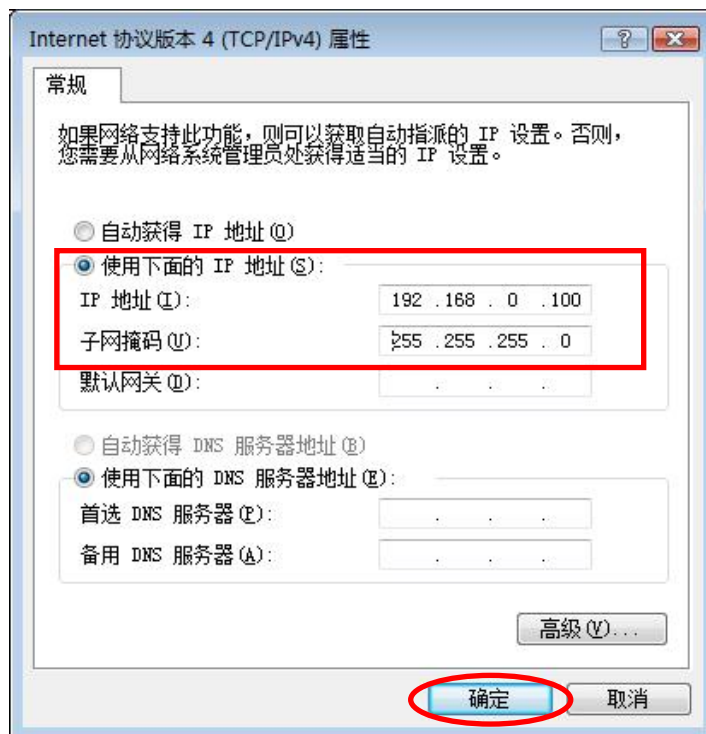 Internet 协议版本 4 (TCP/IPv4) 属性
常规
如果网络支持此功能，则可以获取自动指派的 IP 设置。否则，
您需要从网络系统管理员处获得适当的 IP 设置。
自动获得 IP 地址(O)
使用下面的 IP 地址(S):
IP 地址(I): 192 .168 . 0 .100
子网掩码(U): 255 .255 .255 . 0
默认网关(D): . . .
自动获得 DNS 服务器地址(B)
使用下面的 DNS 服务器地址(E):
首选 DNS 服务器(P): . . .
备用 DNS 服务器(A): . . .
高级(V)...
确定 取消